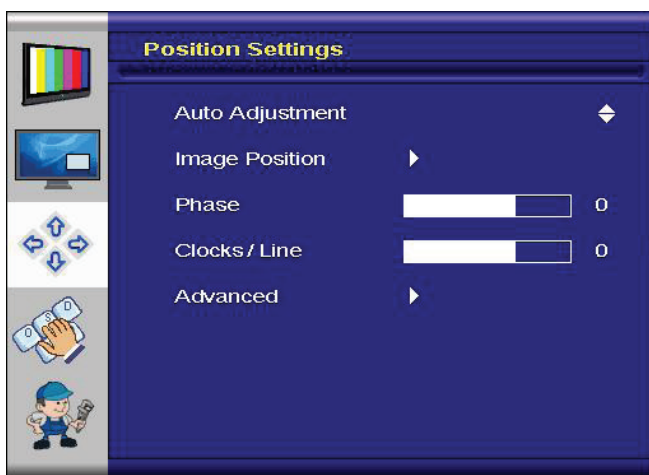 Position Settings
Auto Adjustment
Image Position
Phase 0
Clocks / Line 0
Advanced
O S D